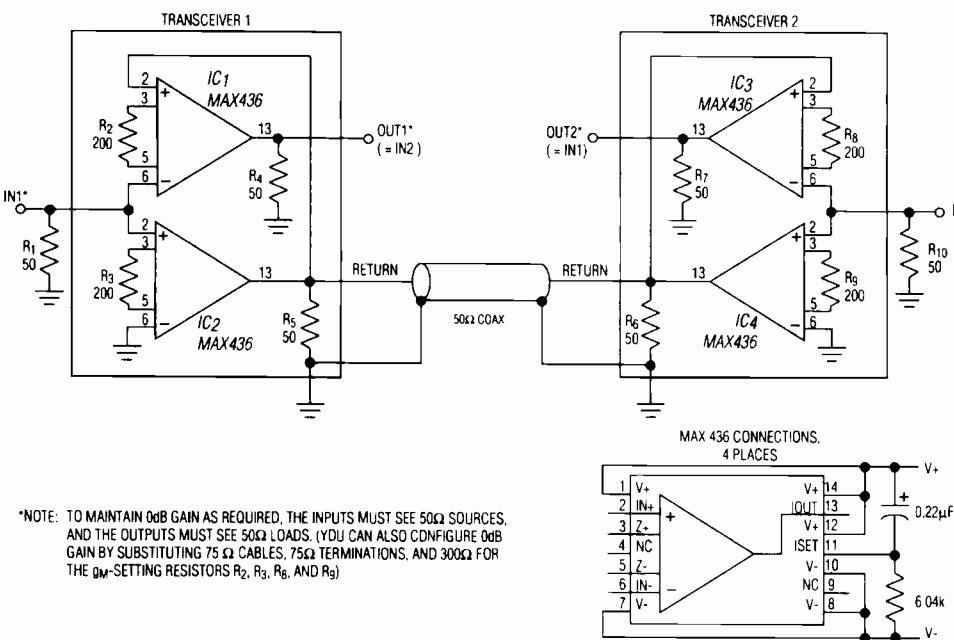 TRANSCEIVER 1
TRANSCEIVER 2
2
3
5
6
+
−
IC1
MAX436
13
R2
200
OUT1*
( = IN2)
R4
50
IN1*
R1
50
2
3
5
6
+
−
R3
200
IC2
MAX436
13
RETURN
R5
50
50Ω COAX
RETURN
13
R6
50
IC3
MAX436
2
3
5
6
+
−
R8
200
OUT2*
( = IN1)
13
R7
50
2
3
5
6
+
−
R9
200
IC4
MAX436
R10
50
MAX 436 CONNECTIONS,
4 PLACES
1 V+
2 IN+
3 Z+
4 NC
5 Z-
6 IN-
7 V-
+
−
V+ 14
IOUT 13
V+ 12
ISET 11
V- 10
NC 9
V- 8
V+
+
0.22µF
6 04k
V-
*NOTE: TO MAINTAIN 0dB GAIN AS REQUIRED, THE INPUTS MUST SEE 50Ω SOURCES,
AND THE OUTPUTS MUST SEE 50Ω LOADS. (YOU CAN ALSO CONFIGURE 0dB
GAIN BY SUBSTITUTING 75 Ω CABLES, 75Ω TERMINATIONS, AND 300Ω FOR
THE gM-SETTING RESISTORS R2, R3, R8, AND R9)